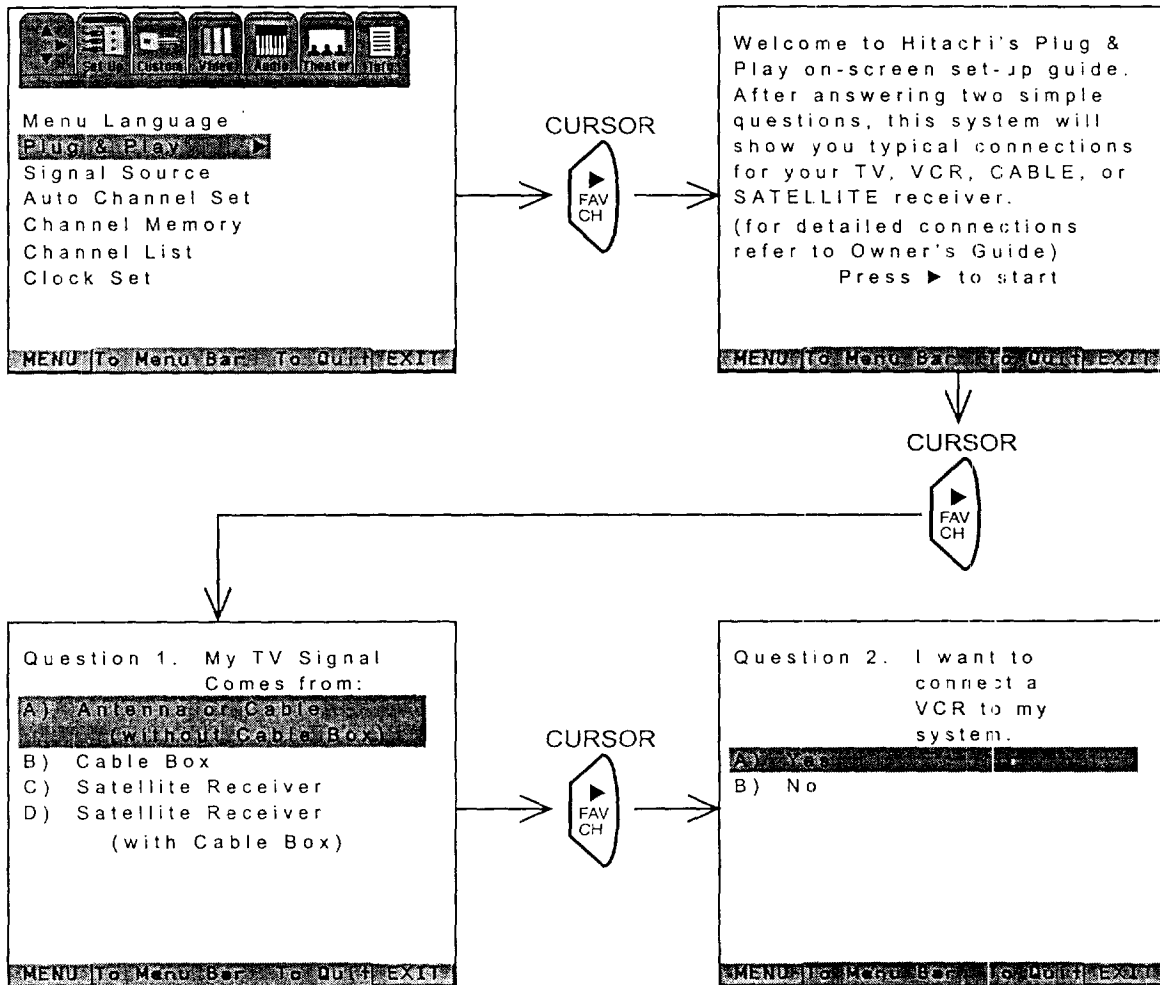 Set Up Custom Video Audio Theater
Menu Language
Plug & Play ►
Signal Source
Auto Channel Set
Channel Memory
Channel List
Clock Set
MENU To Menu Bar To Quit EXIT
CURSOR
►
FAV
CH
Welcome to Hitachi's Plug &
Play on-screen set-up guide.
After answering two simple
questions, this system will
show you typical connections
for your TV, VCR, CABLE, or
SATELLITE receiver.
(for detailed connections
refer to Owner's Guide)
Press ► to start
MENU To Menu Bar To Quit EXIT
CURSOR
►
FAV
CH
Question 1. My TV Signal
Comes from:
A) Antenna or Cable
(without Cable Box)
B) Cable Box
C) Satellite Receiver
D) Satellite Receiver
(with Cable Box)
MENU To Menu Bar To Quit EXIT
CURSOR
►
FAV
CH
Question 2. I want to
connect a
VCR to my
system.
A) Yes
B) No
MENU To Menu Bar To Quit EXIT